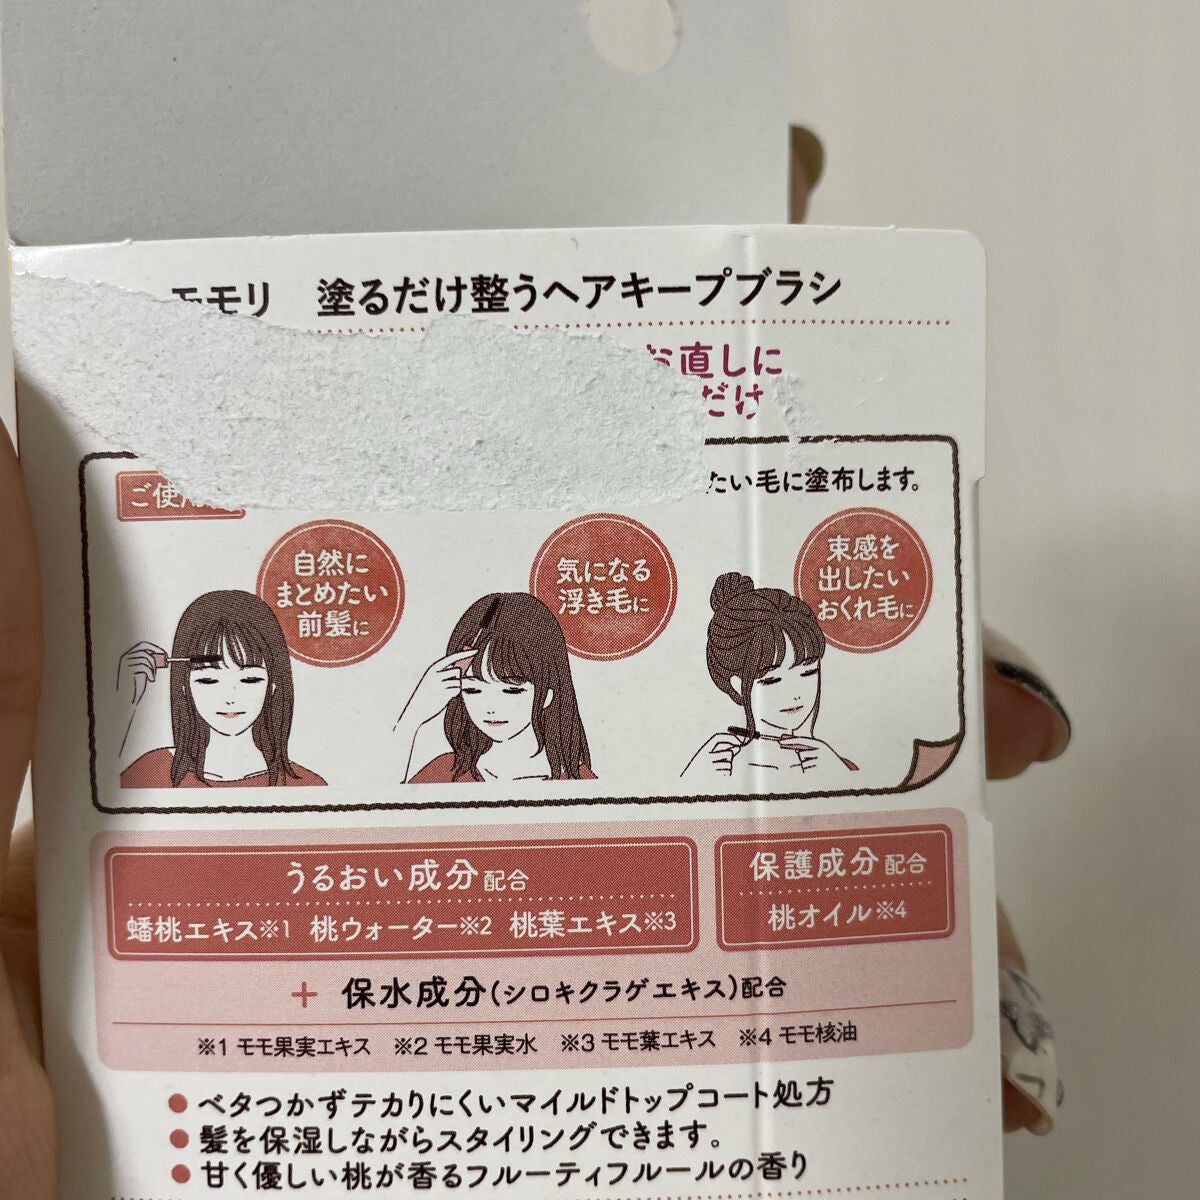 モモリ 塗るだけ整うヘアキープブラシ
お直しに
だけ
ご使用
たい毛に塗布します。
自然に
まとめたい
前髪に
気になる
浮き毛に
束感を
出したい
おくれ毛に
うるおい成分配合
蟠桃エキス※1 桃ウォーター※2 桃葉エキス※3
保護成分配合
桃オイル※4
+ 保水成分(シロキクラゲエキス)配合
※1 モモ果実エキス ※2 モモ果実水 ※3 モモ葉エキス ※4 モモ核油
● ベタつかずテカりにくいマイルドトップコート処方
● 髪を保湿しながらスタイリングできます。
● 甘く優しい桃が香るフルーティフルールの香り